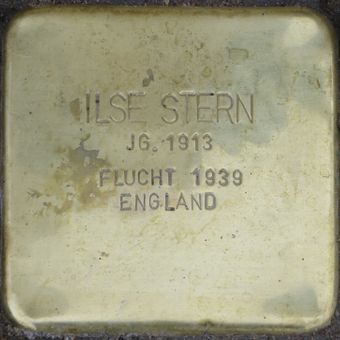 ILSE STERN
JG. 1913
FLUCHT 1939
ENGLAND